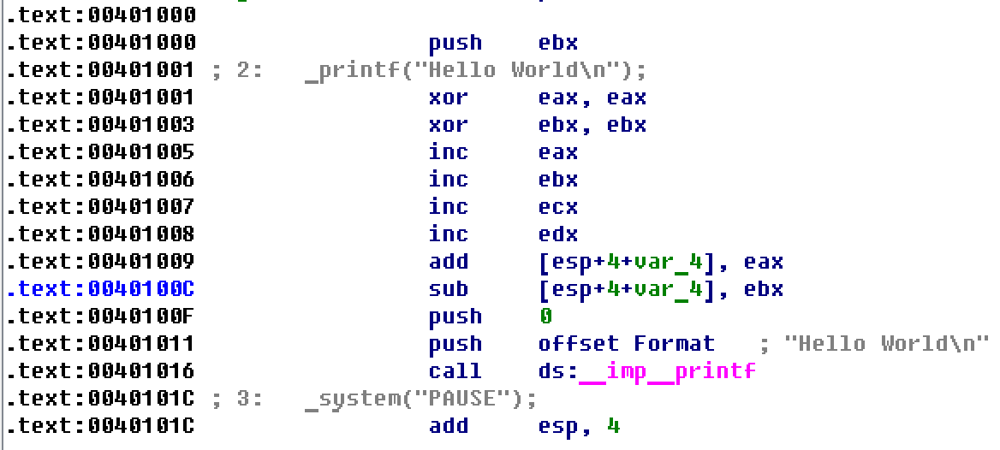 .text:00401000
.text:00401000 push ebx
.text:00401001 ; 2: _printf("Hello World\n");
.text:00401001 xor eax, eax
.text:00401003 xor ebx, ebx
.text:00401005 inc eax
.text:00401006 inc ebx
.text:00401007 inc ecx
.text:00401008 inc edx
.text:00401009 add [esp+4+var_4], eax
.text:0040100C sub [esp+4+var_4], ebx
.text:0040100F push 0
.text:00401011 push offset Format ; "Hello World\n"
.text:00401016 call ds:__imp__printf
.text:0040101C ; 3: _system("PAUSE");
.text:0040101C add esp, 4